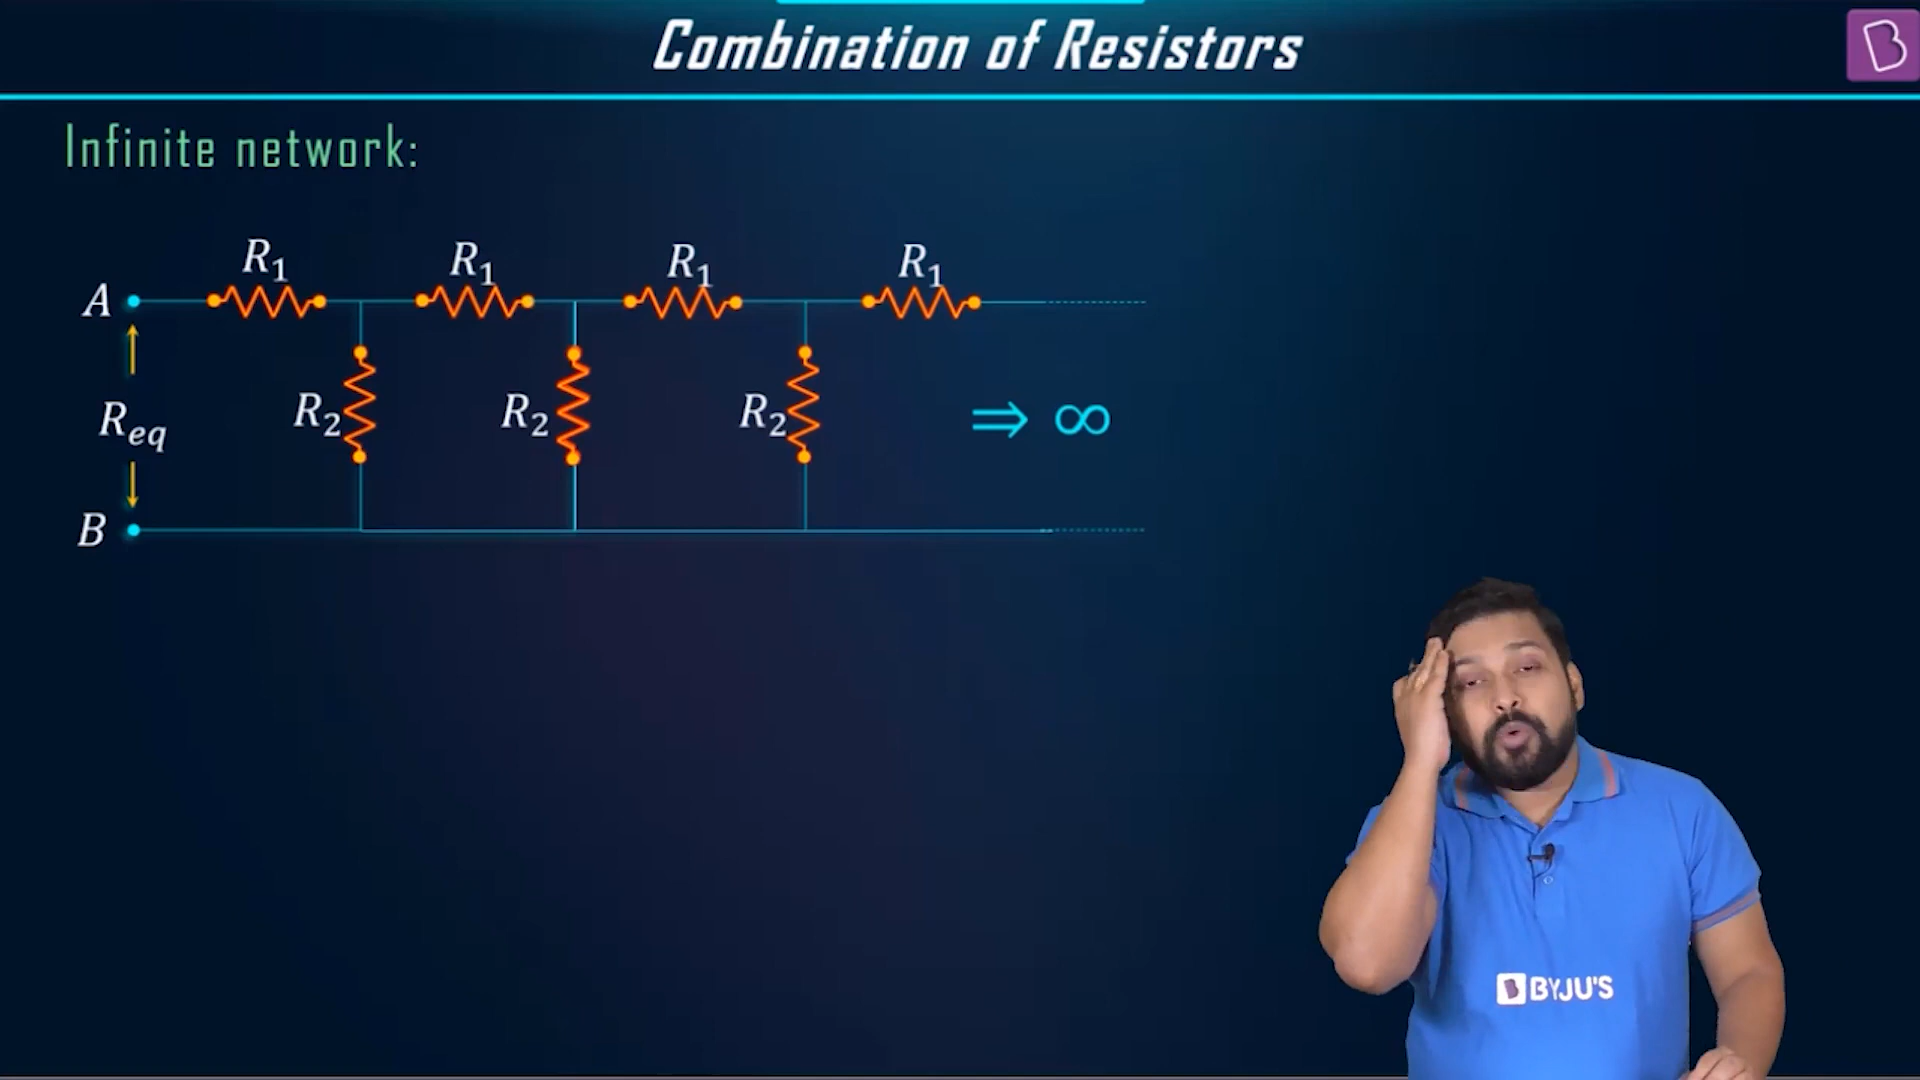 Combination of Resistors
Infinite network:
R₁ R₁ R₁ R₁
A
R₂ R₂ R₂ ⇒ ∞
Rₑq
B
BYJU'S